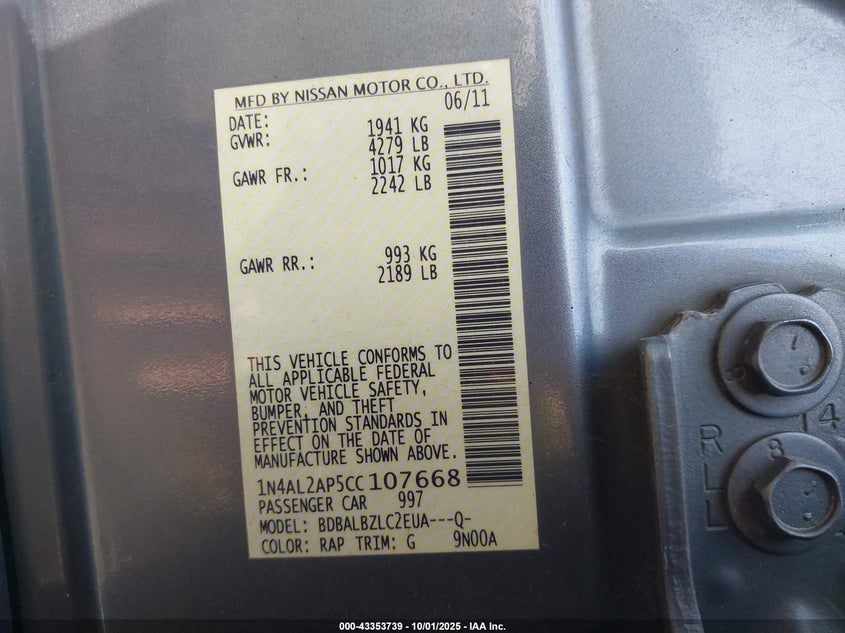 MFD BY NISSAN MOTOR CO., LTD.
DATE: 06/11
GVWR: 1941 KG
4279 LB
GAWR FR.: 1017 KG
2242 LB
GAWR RR.: 993 KG
2189 LB
THIS VEHICLE CONFORMS TO
ALL APPLICABLE FEDERAL
MOTOR VEHICLE SAFETY,
BUMPER, AND THEFT
PREVENTION STANDARDS IN
EFFECT ON THE DATE OF
MANUFACTURE SHOWN ABOVE.
1N4AL2AP5CC107668
PASSENGER CAR 997
MODEL: BDBALBZLC2EUA---Q-
COLOR: RAP TRIM: G 9N00A
14
R 8
L
L
000-43353739 - 10/01/2025 - IAA Inc.